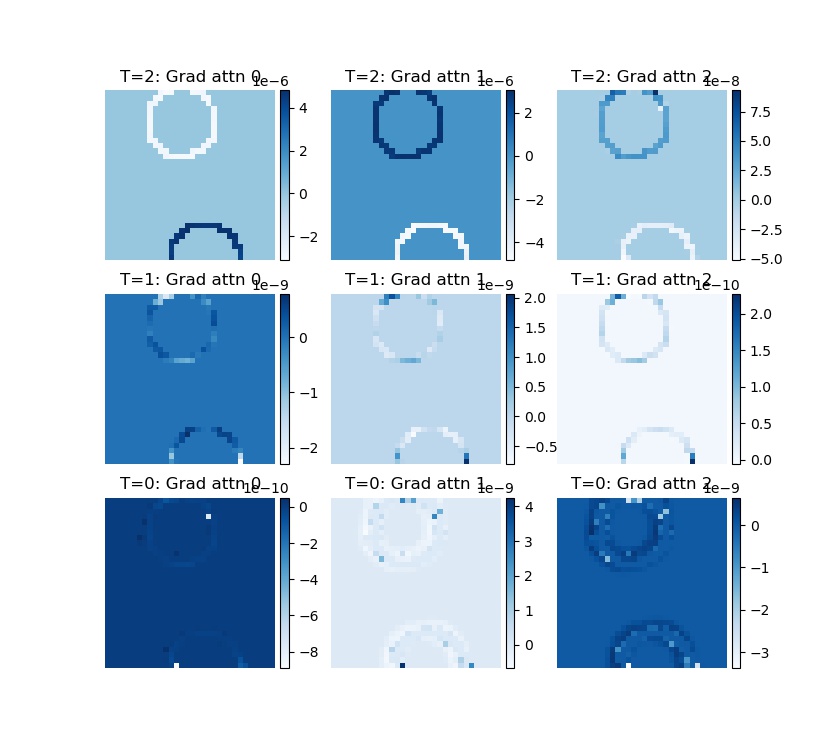 T=2: Grad attn 0
1e−6
4
2
0
−2
T=2: Grad attn 1
1e−6
2
0
−2
−4
T=2: Grad attn 2
1e−8
7.5
5.0
2.5
0.0
−2.5
−5.0
T=1: Grad attn 0
1e−9
0
−1
−2
T=1: Grad attn 1
1e−9
2.0
1.5
1.0
0.5
0.0
−0.5
T=1: Grad attn 2
1e−10
2.0
1.5
1.0
0.5
0.0
T=0: Grad attn 0
1e−10
0
−2
−4
−6
−8
T=0: Grad attn 1
1e−9
4
3
2
1
0
T=0: Grad attn 2
1e−9
0
−1
−2
−3